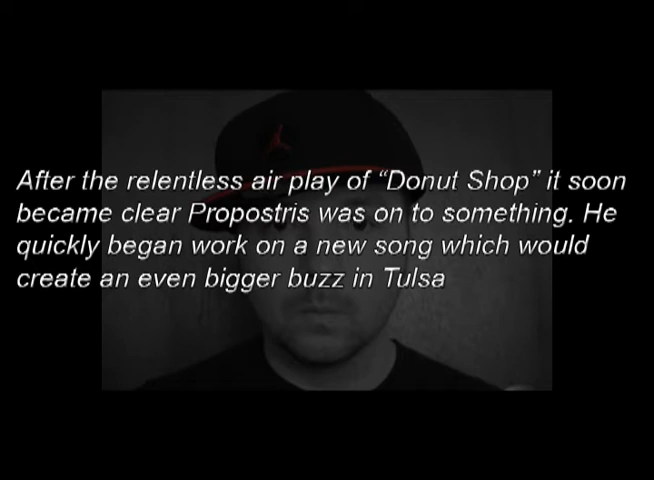 After the relentless air play of “Donut Shop” it soon
became clear Propostris was on to something. He
quickly began work on a new song which would
create an even bigger buzz in Tulsa